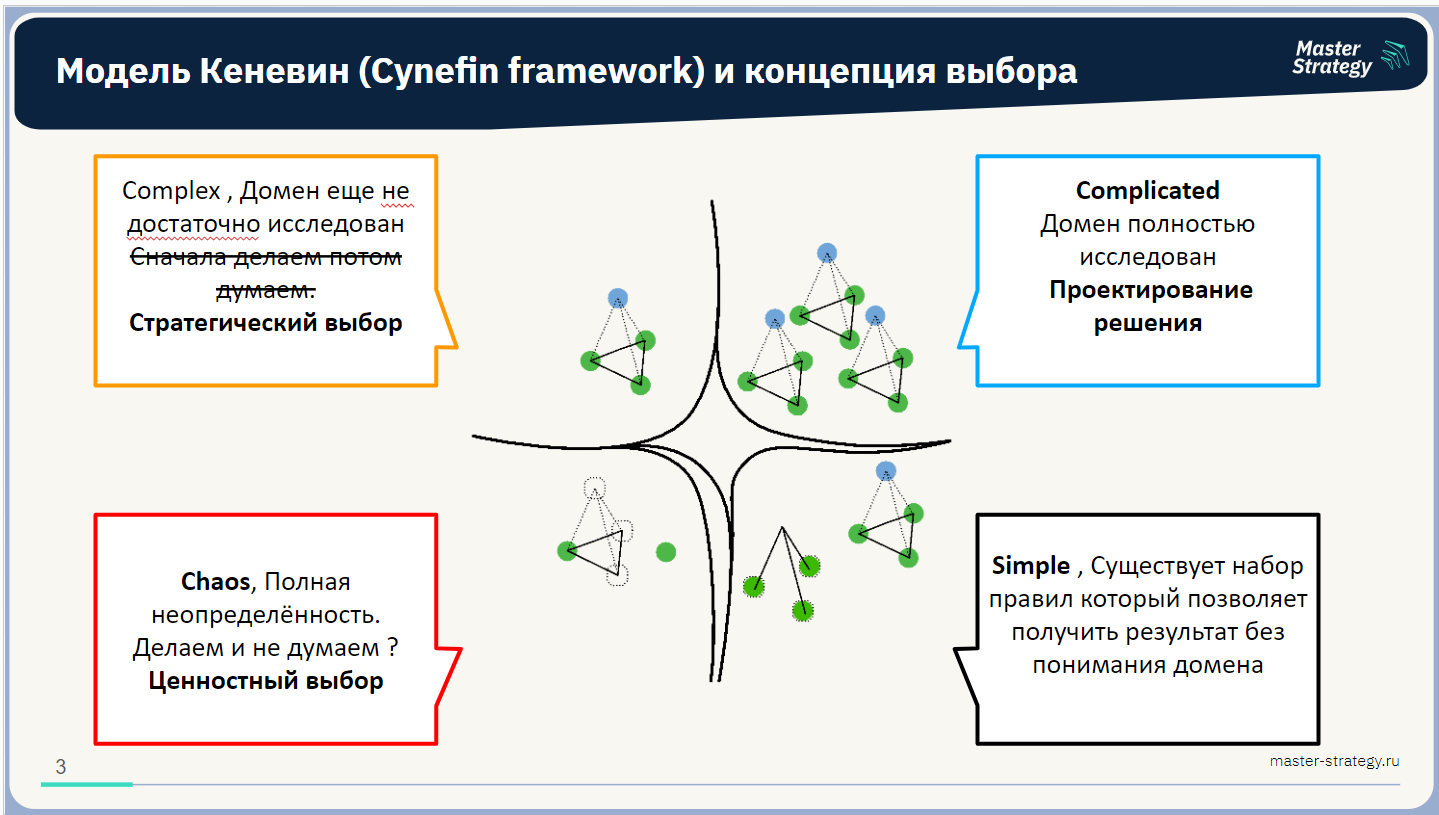 Модель Кеневин (Cynefin framework) и концепция выбора
Master
Strategy
Complex , Домен еще не
достаточно исследован
Сначала делаем потом
думаем.
Стратегический выбор
Complicated
Домен полностью
исследован
Проектирование
решения
Chaos, Полная
неопределённость.
Делаем и не думаем ?
Ценностный выбор
Simple , Существует набор
правил который позволяет
получить результат без
понимания домена
3
master-strategy.ru